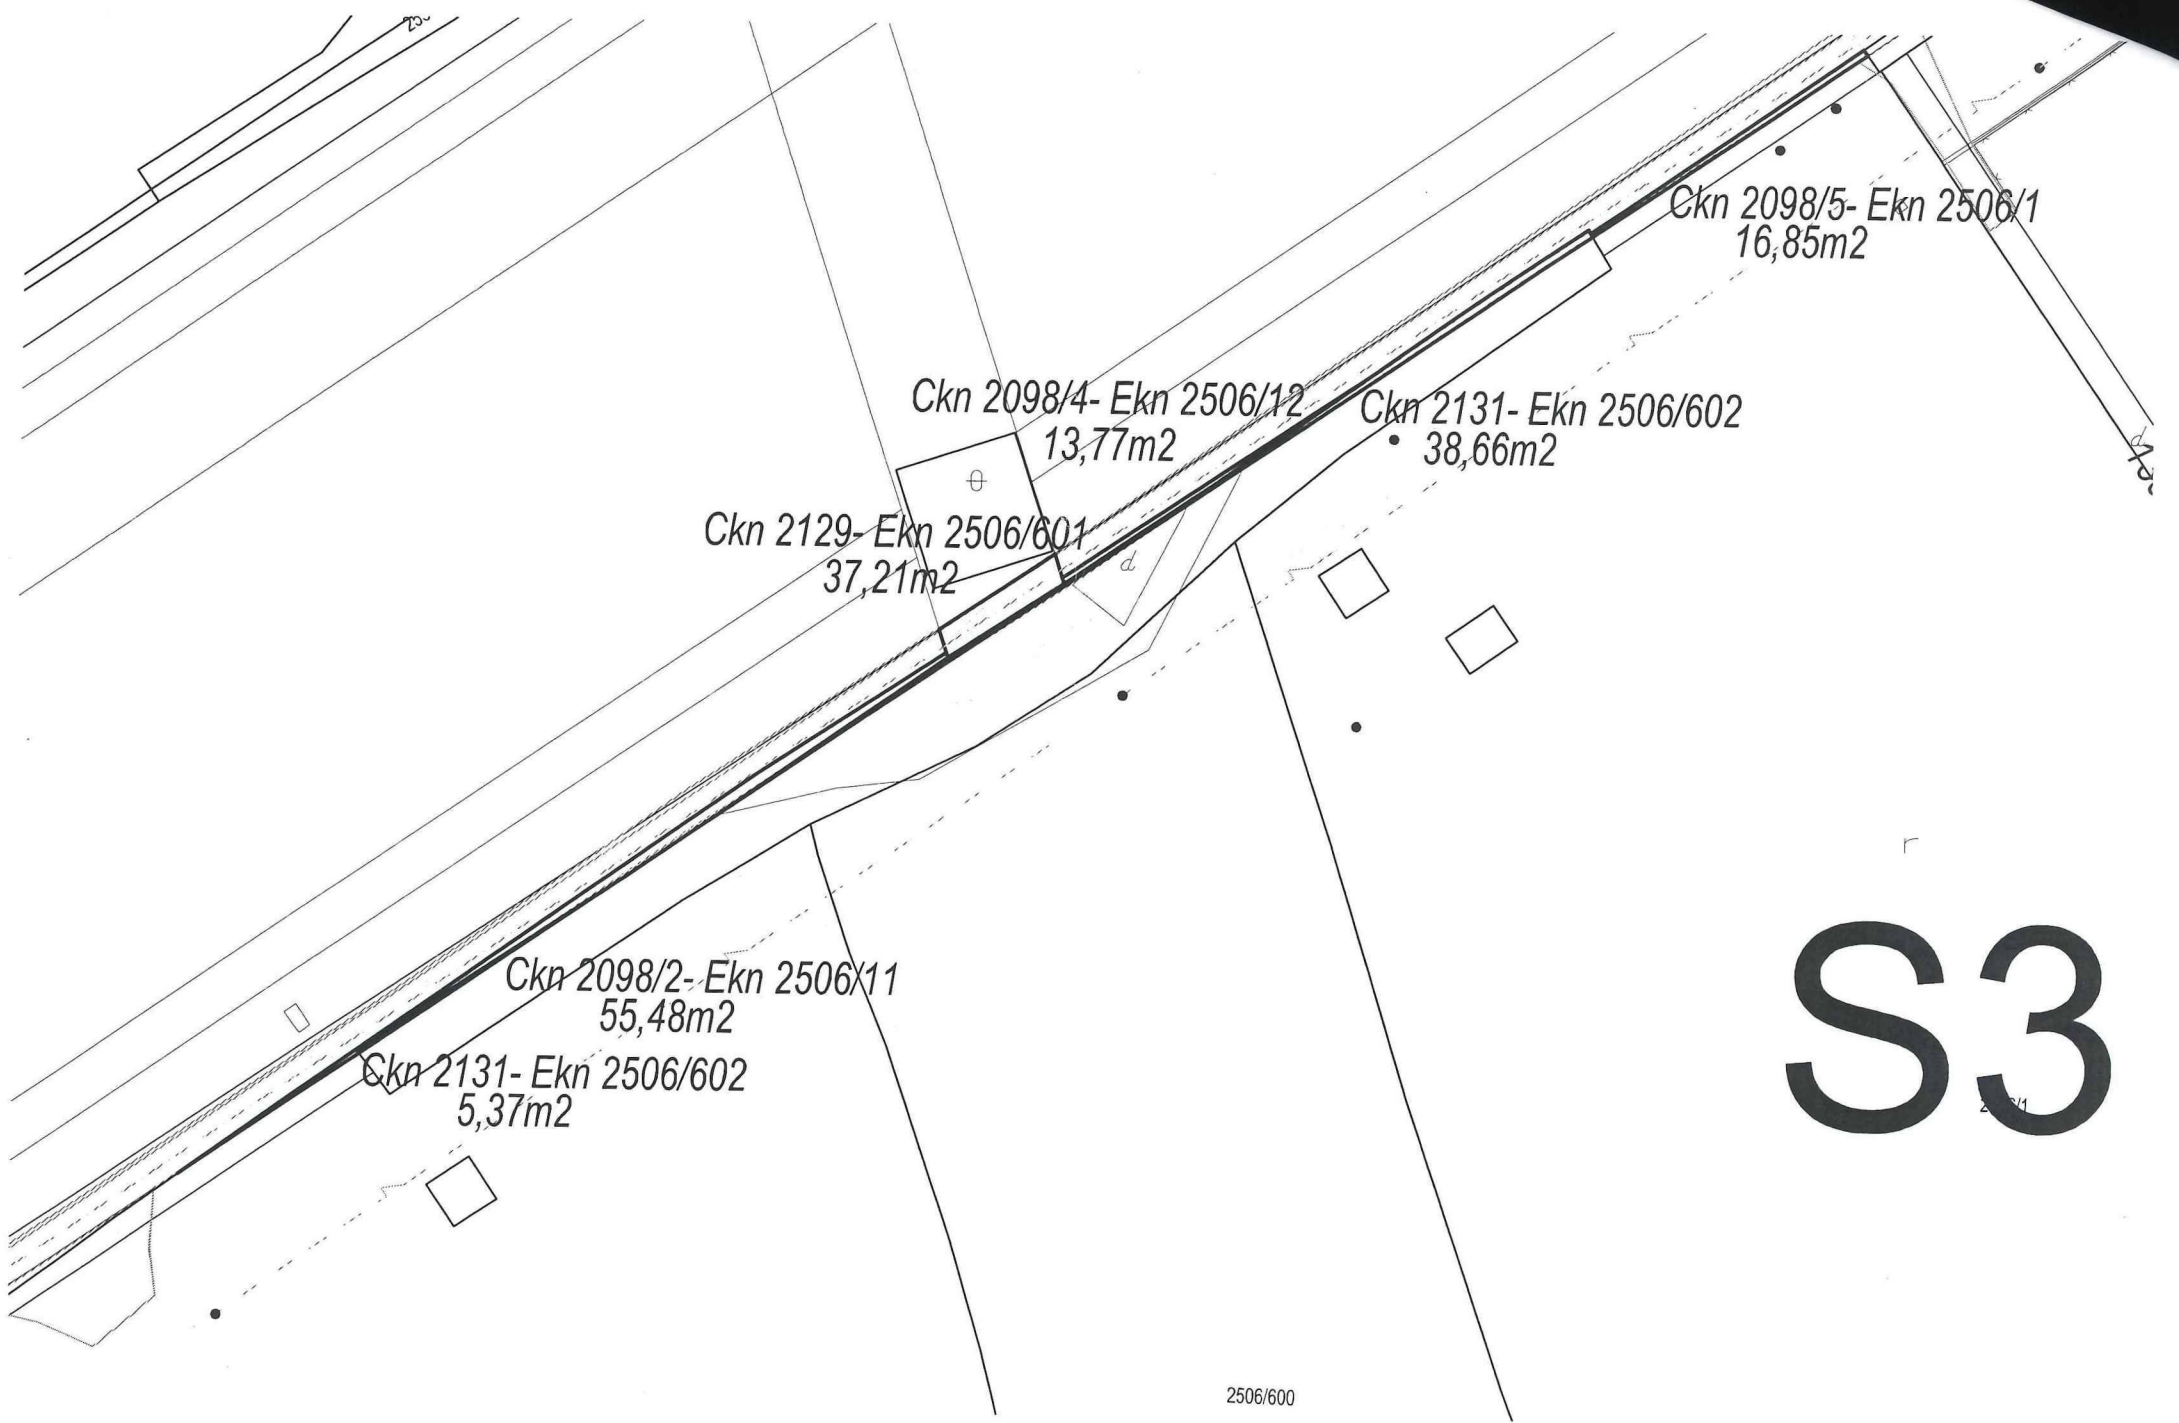 Ckn 2098/5- Ekn 2506/1
16,85m2
Ckn 2098/4- Ekn 2506/12
13,77m2
Ckn 2131- Ekn 2506/602
38,66m2
d
Ckn 2129- Ekn 2506/601
37,21m2
d
r
Ckn 2098/2- Ekn 2506/11
55,48m2
S3
Ckn 2131- Ekn 2506/602
5,37m2
2506/600